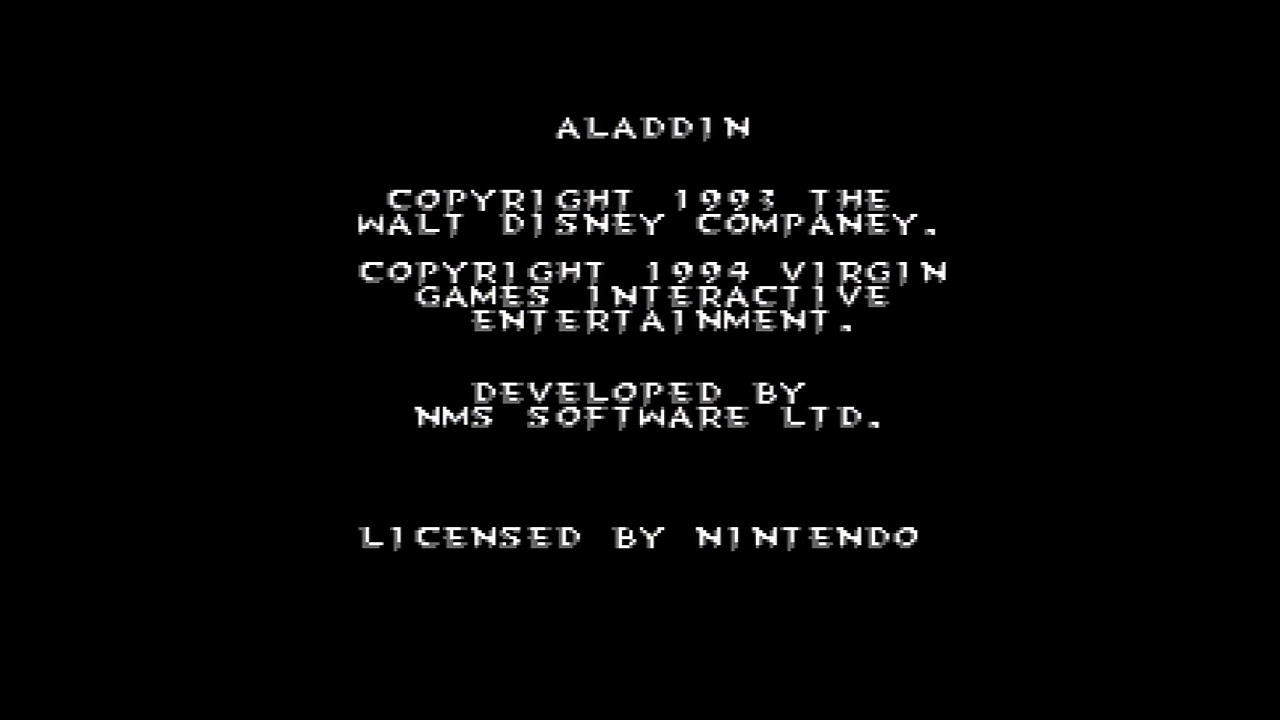 ALADDIN
COPYRIGHT 1993 THE
WALT DISNEY COMPANEY.
COPYRIGHT 1994 VIRGIN
GAMES INTERACTIVE
ENTERTAINMENT.
DEVELOPED BY
NMS SOFTWARE LTD.
LICENSED BY NINTENDO